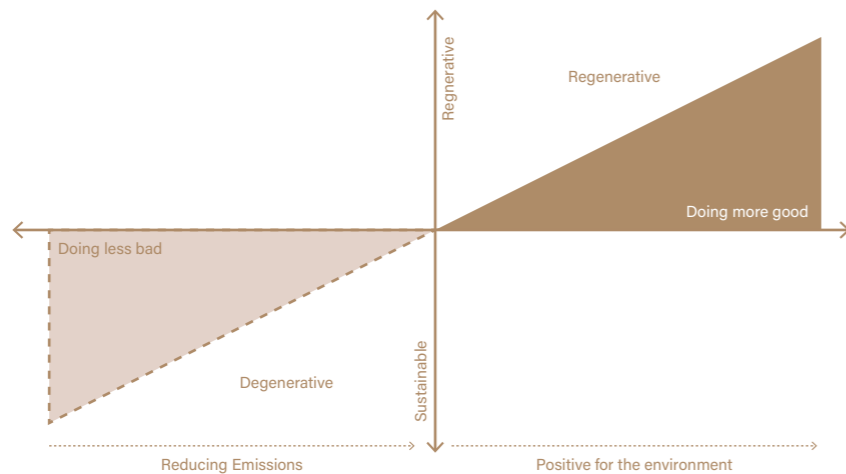 Regnerative
Regenerative
Doing more good
Doing less bad
Sustainable
Degenerative
Reducing Emissions
Positive for the environment